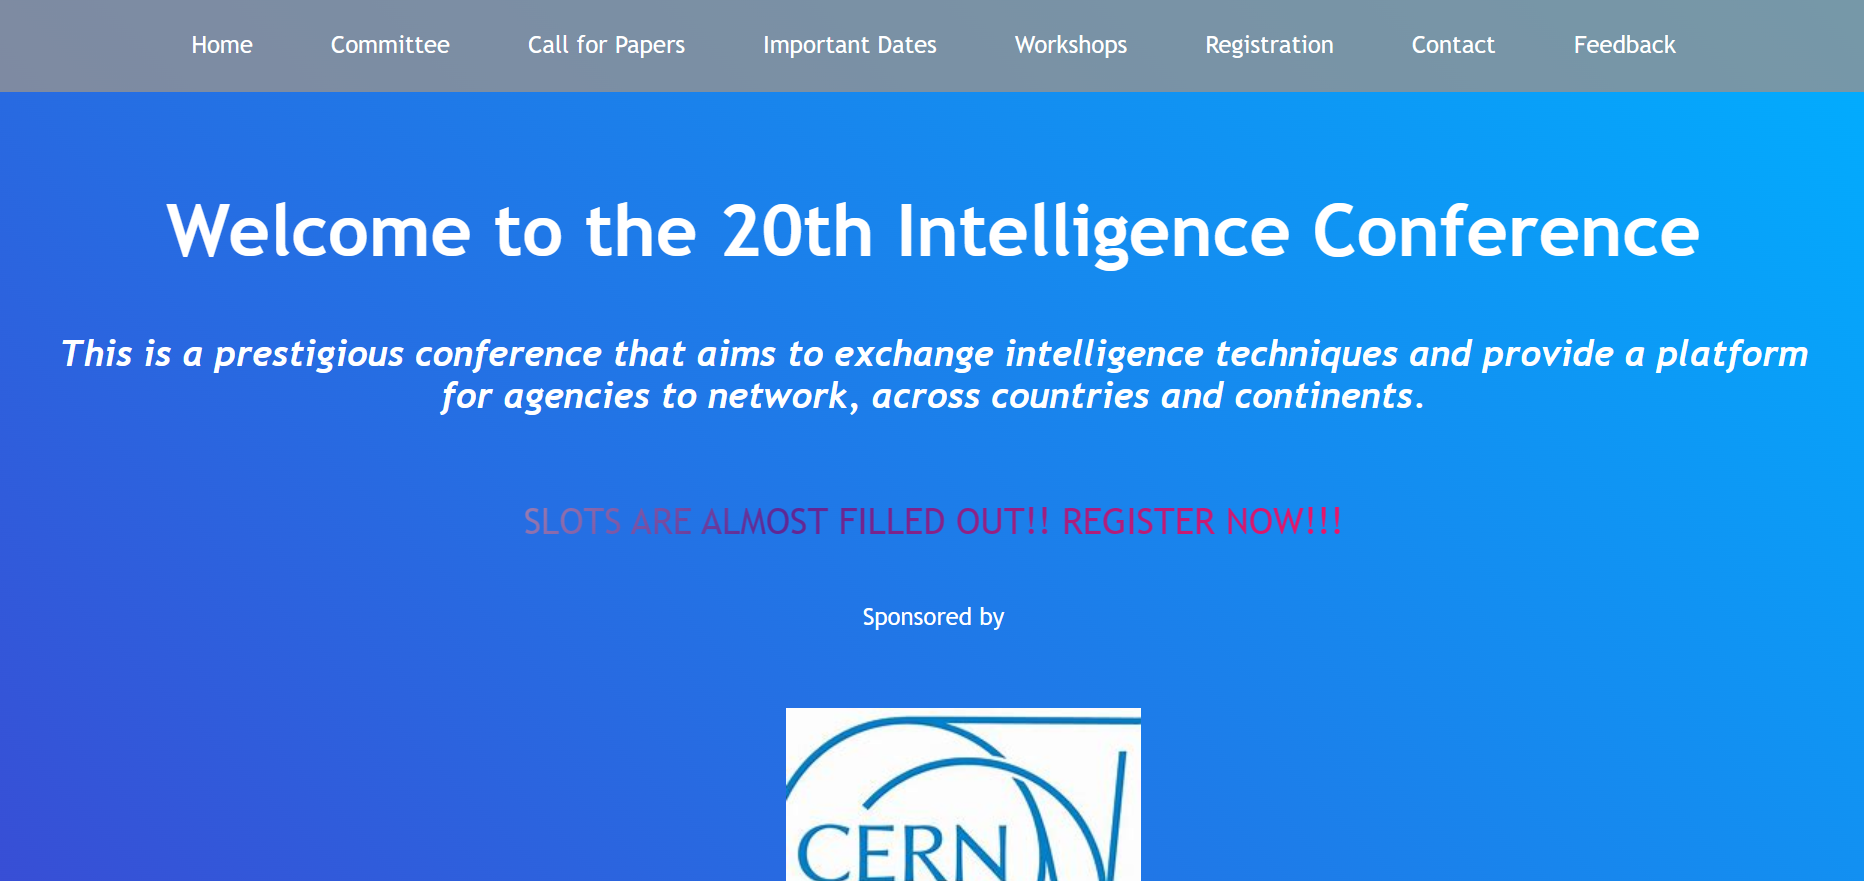 Home Committee Call for Papers Important Dates Workshops Registration Contact Feedback
Welcome to the 20th Intelligence Conference
This is a prestigious conference that aims to exchange intelligence techniques and provide a platform
for agencies to network, across countries and continents.
SLOTS ARE ALMOST FILLED OUT!! REGISTER NOW!!!
Sponsored by
CERN